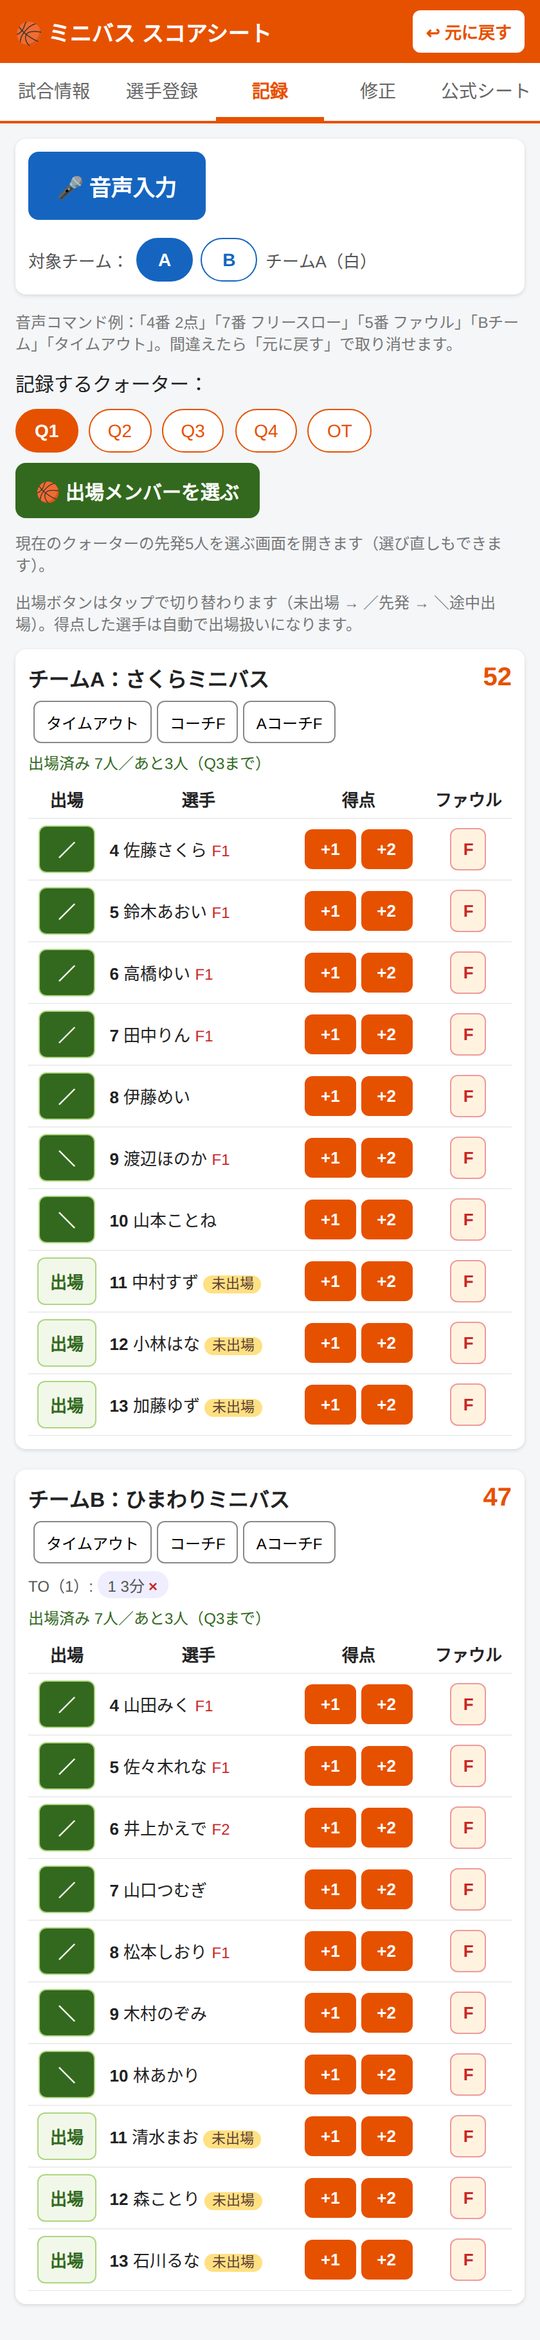 🏀 ミニバス スコアシート
↩ 元に戻す
試合情報 選手登録 記録 修正 公式シート
🎤 音声入力
対象チーム： A B チームA（白）
音声コマンド例：「4番 2点」「7番 フリースロー」「5番 ファウル」「Bチー
ム」「タイムアウト」。間違えたら「元に戻す」で取り消せます。
記録するクォーター：
Q1 Q2 Q3 Q4 OT
🏀 出場メンバーを選ぶ
現在のクォーターの先発5人を選ぶ画面を開きます（選び直しもできま
す）。
出場ボタンはタップで切り替わります（未出場 → ／先発 → ＼途中出
場）。得点した選手は自動で出場扱いになります。
チームA：さくらミニバス 52
タイムアウト コーチF AコーチF
出場済み 7人／あと3人（Q3まで）
出場 選手 得点 ファウル
／ 4 佐藤さくら F1 +1 +2 F
／ 5 鈴木あおい F1 +1 +2 F
／ 6 高橋ゆい F1 +1 +2 F
／ 7 田中りん F1 +1 +2 F
／ 8 伊藤めい +1 +2 F
＼ 9 渡辺ほのか F1 +1 +2 F
＼ 10 山本ことね +1 +2 F
出場 11 中村すず 未出場 +1 +2 F
出場 12 小林はな 未出場 +1 +2 F
出場 13 加藤ゆず 未出場 +1 +2 F
チームB：ひまわりミニバス 47
タイムアウト コーチF AコーチF
TO（1）: 1 3分 ×
出場済み 7人／あと3人（Q3まで）
出場 選手 得点 ファウル
／ 4 山田みく F1 +1 +2 F
／ 5 佐々木れな F1 +1 +2 F
／ 6 井上かえで F2 +1 +2 F
／ 7 山口つむぎ +1 +2 F
／ 8 松本しおり F1 +1 +2 F
＼ 9 木村のぞみ +1 +2 F
＼ 10 林あかり +1 +2 F
出場 11 清水まお 未出場 +1 +2 F
出場 12 森ことり 未出場 +1 +2 F
出場 13 石川るな 未出場 +1 +2 F